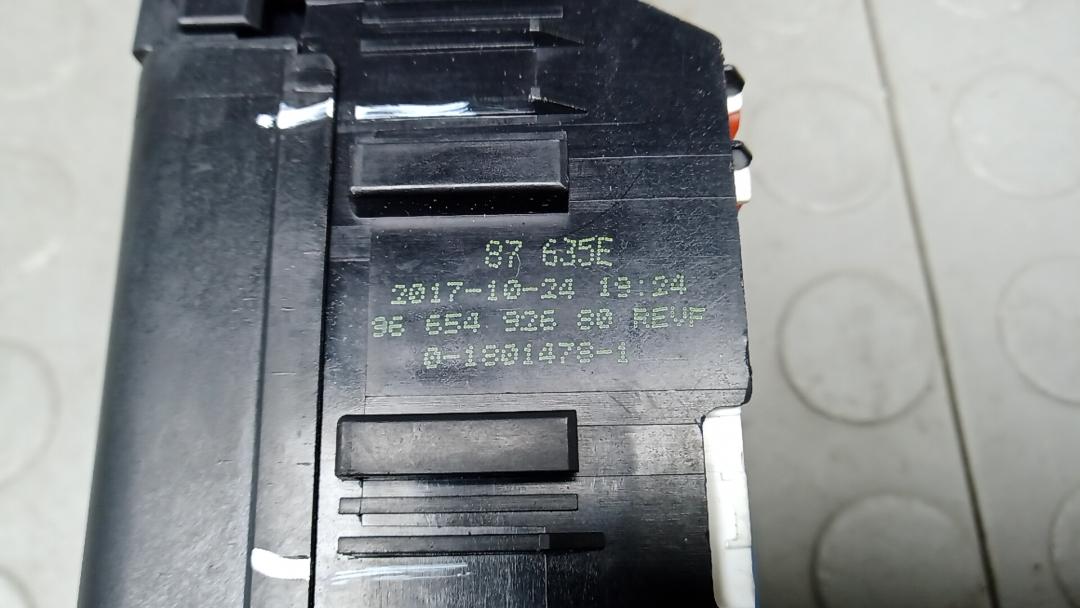 87 635E
2017-10-24 19:24
96 654 926 80 REVF
0-1801478-1